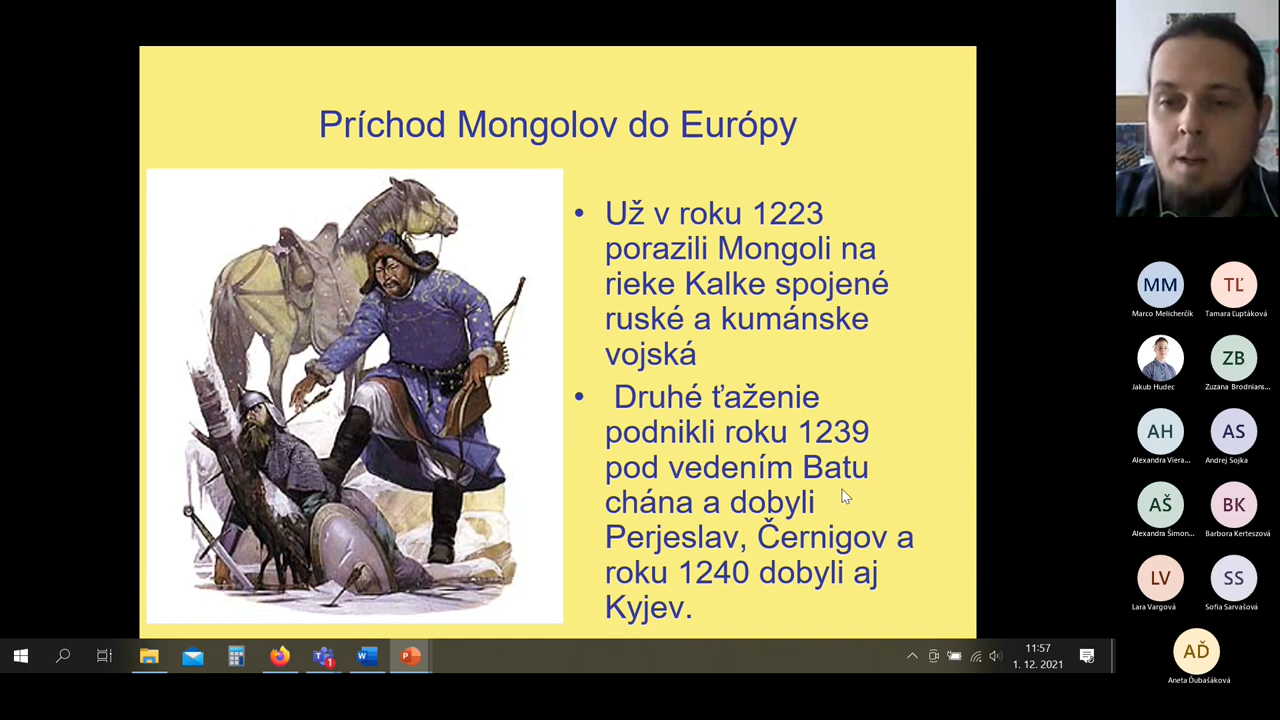 Príchod Mongolov do Európy
• Už v roku 1223
porazili Mongoli na
rieke Kalke spojené
ruské a kumánske
vojská
• Druhé ťaženie
podnikli roku 1239
pod vedením Batu
chána a dobyli
Perjeslav, Černigov a
roku 1240 dobyli aj
Kyjev.
MM
TĽ
Marco Melicherčík
Tamara Ľuptáková
ZB
Jakub Hudec
Zuzana Brodnians...
AH
AS
Alexandra Viera...
Andrej Sojka
AŠ
BK
Alexandra Šimon...
Barbora Kerteszová
LV
SS
Lara Vargová
Sofia Sarvašová
AĎ
Aneta Ďubašáková
11:57
1. 12. 2021